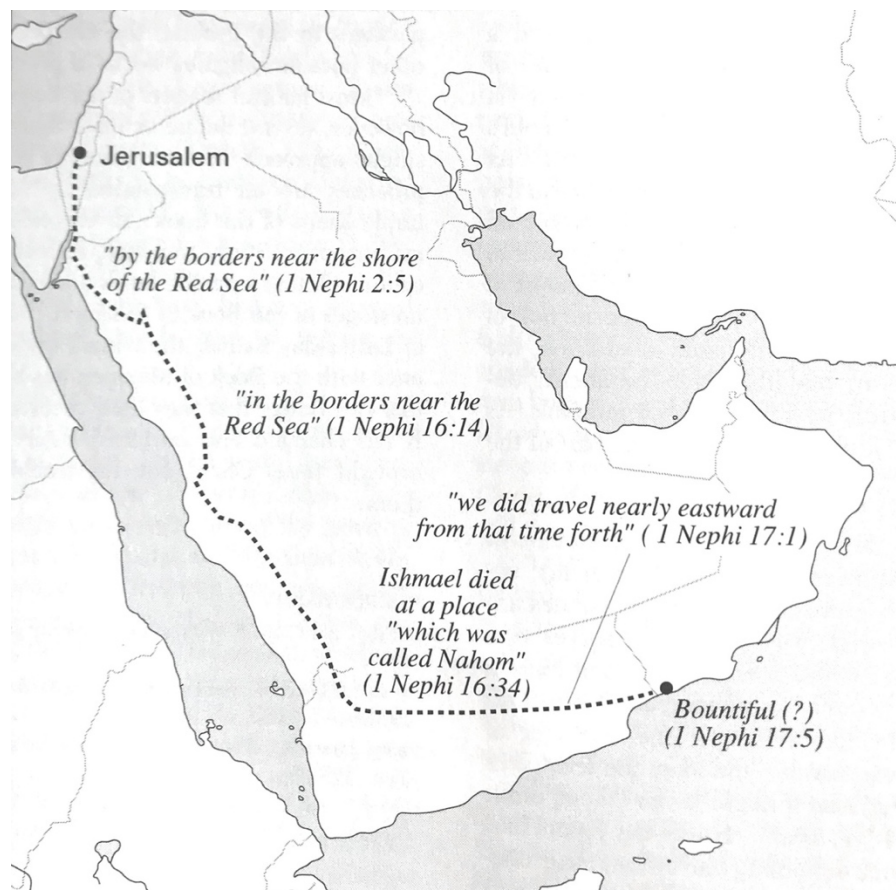 Jerusalem
"by the borders near the shore
of the Red Sea" (1 Nephi 2:5)
"in the borders near the
Red Sea" (1 Nephi 16:14)
"we did travel nearly eastward
from that time forth" ( 1 Nephi 17:1)
Ishmael died
at a place
"which was
called Nahom"
(1 Nephi 16:34)
Bountiful (?)
(1 Nephi 17:5)